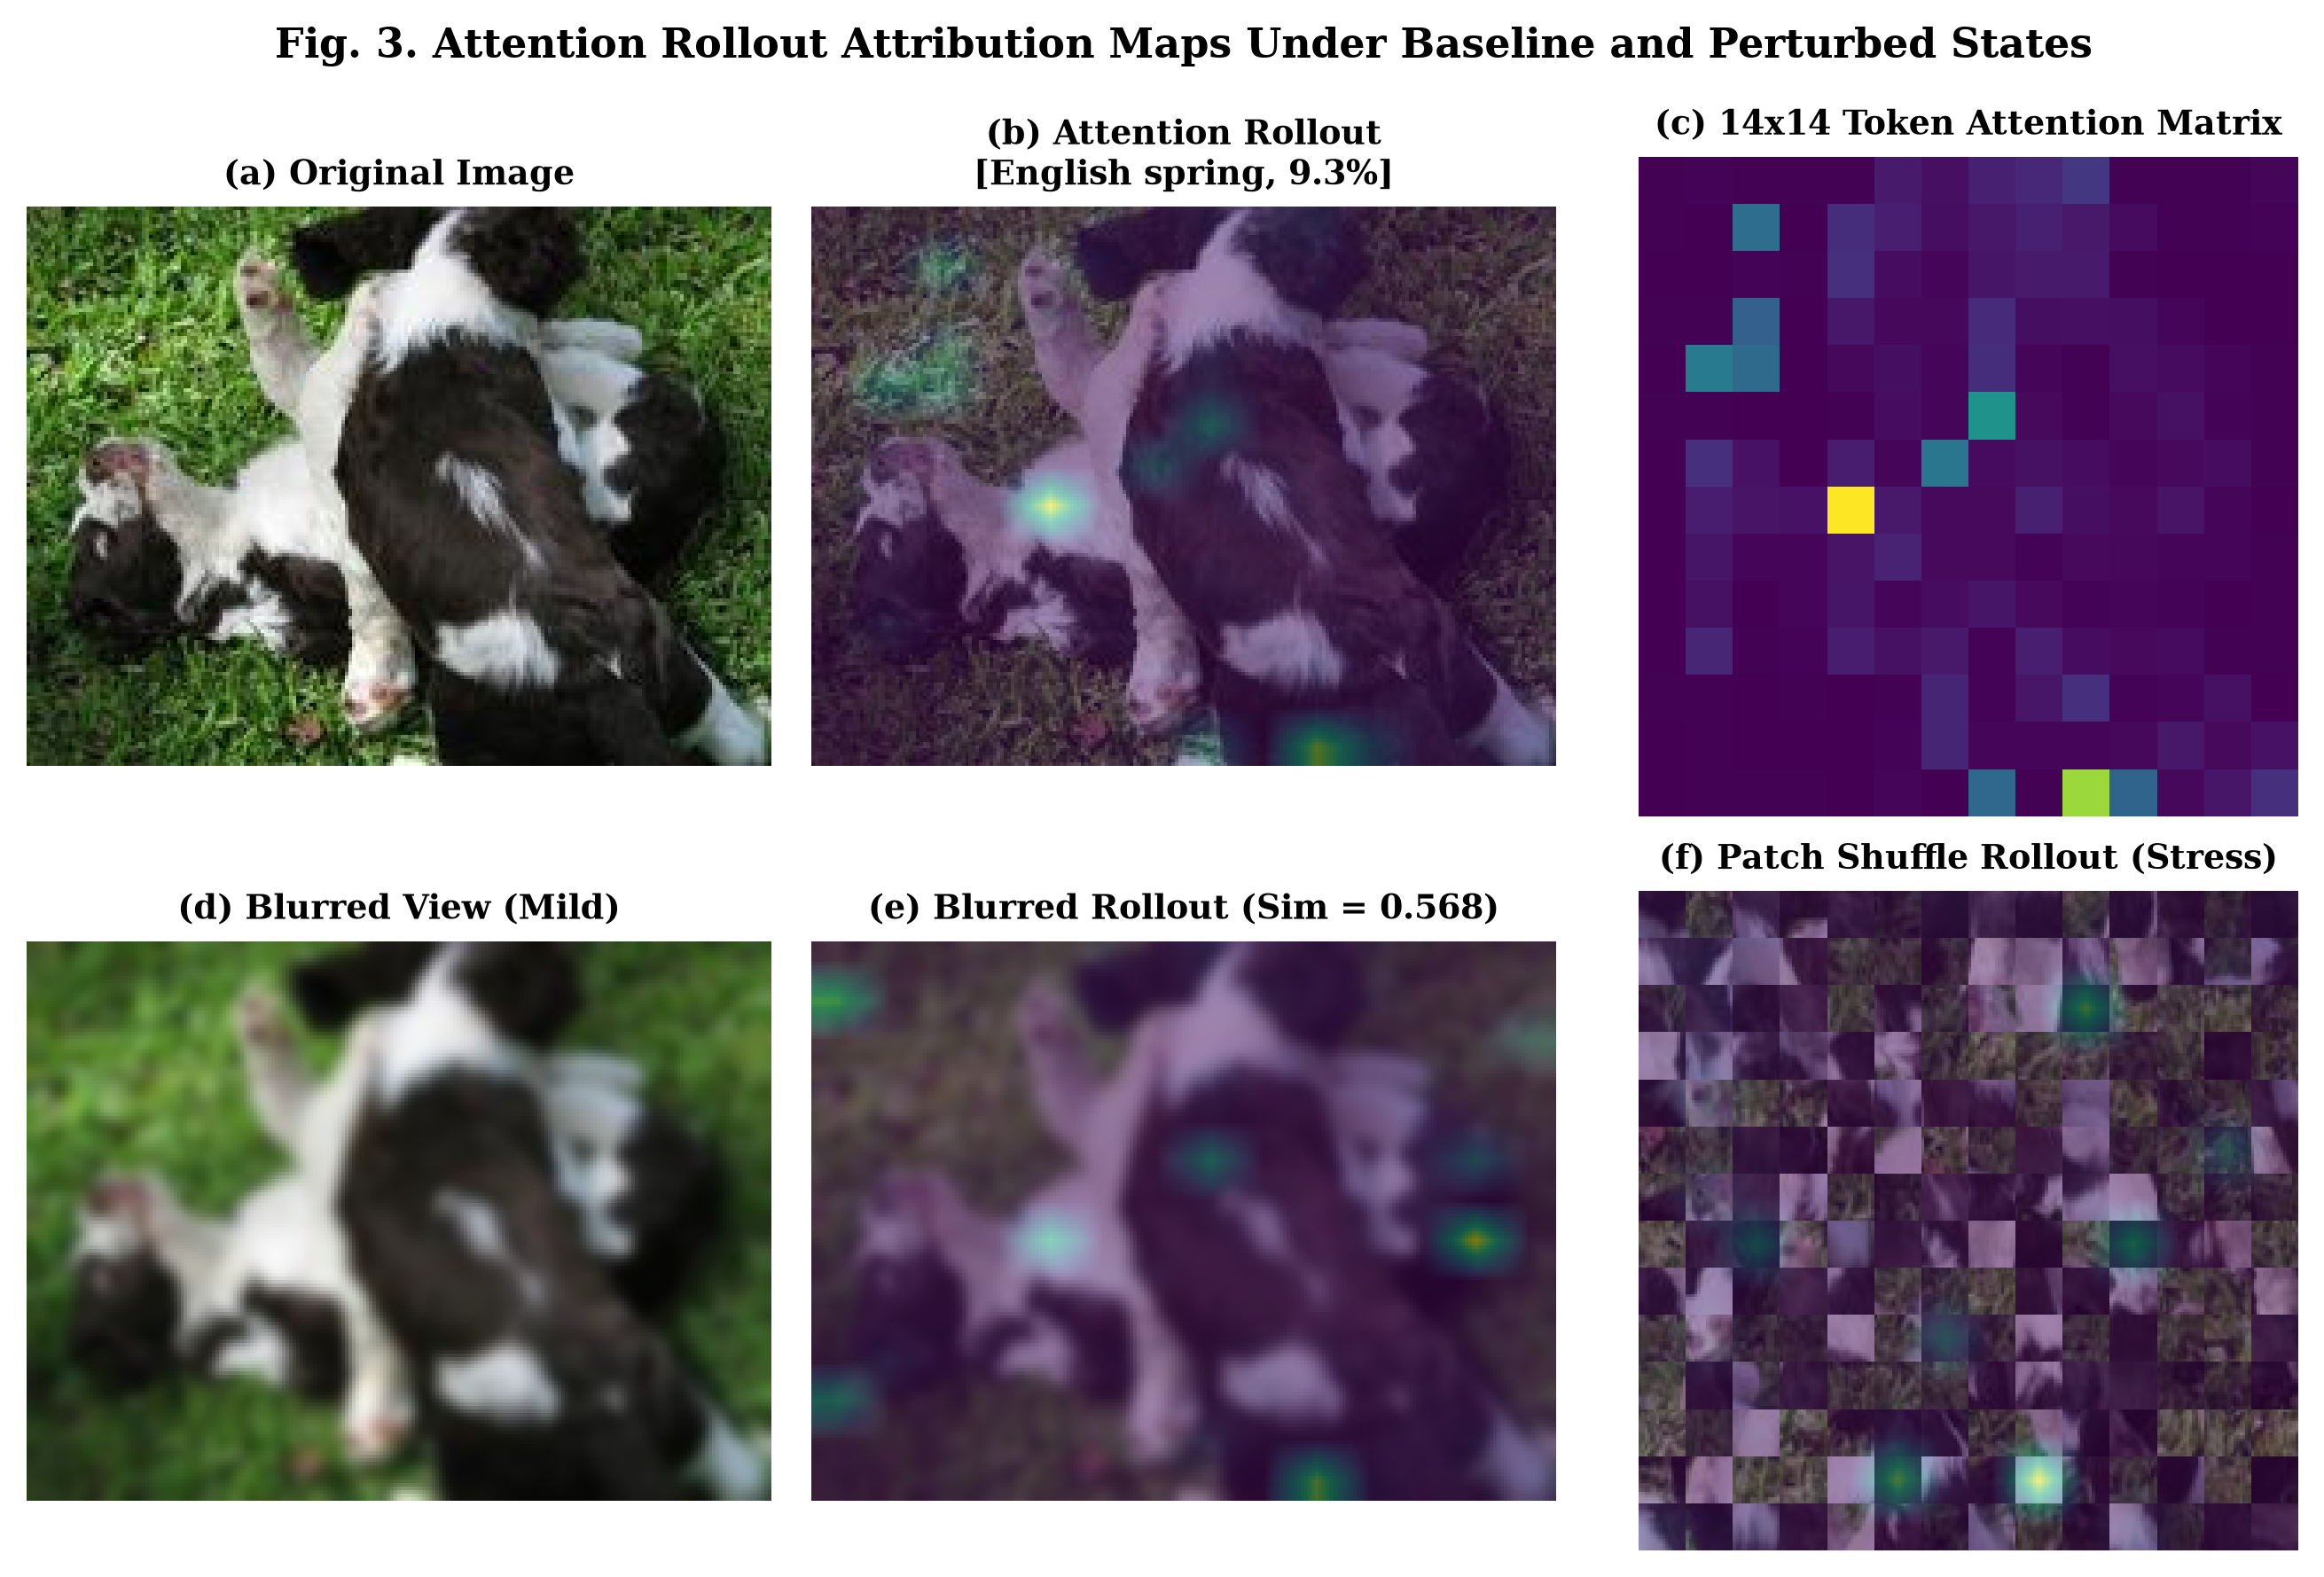 Fig. 3. Attention Rollout Attribution Maps Under Baseline and Perturbed States
(a) Original Image
(b) Attention Rollout
[English spring, 9.3%]
(c) 14x14 Token Attention Matrix
(d) Blurred View (Mild)
(e) Blurred Rollout (Sim = 0.568)
(f) Patch Shuffle Rollout (Stress)